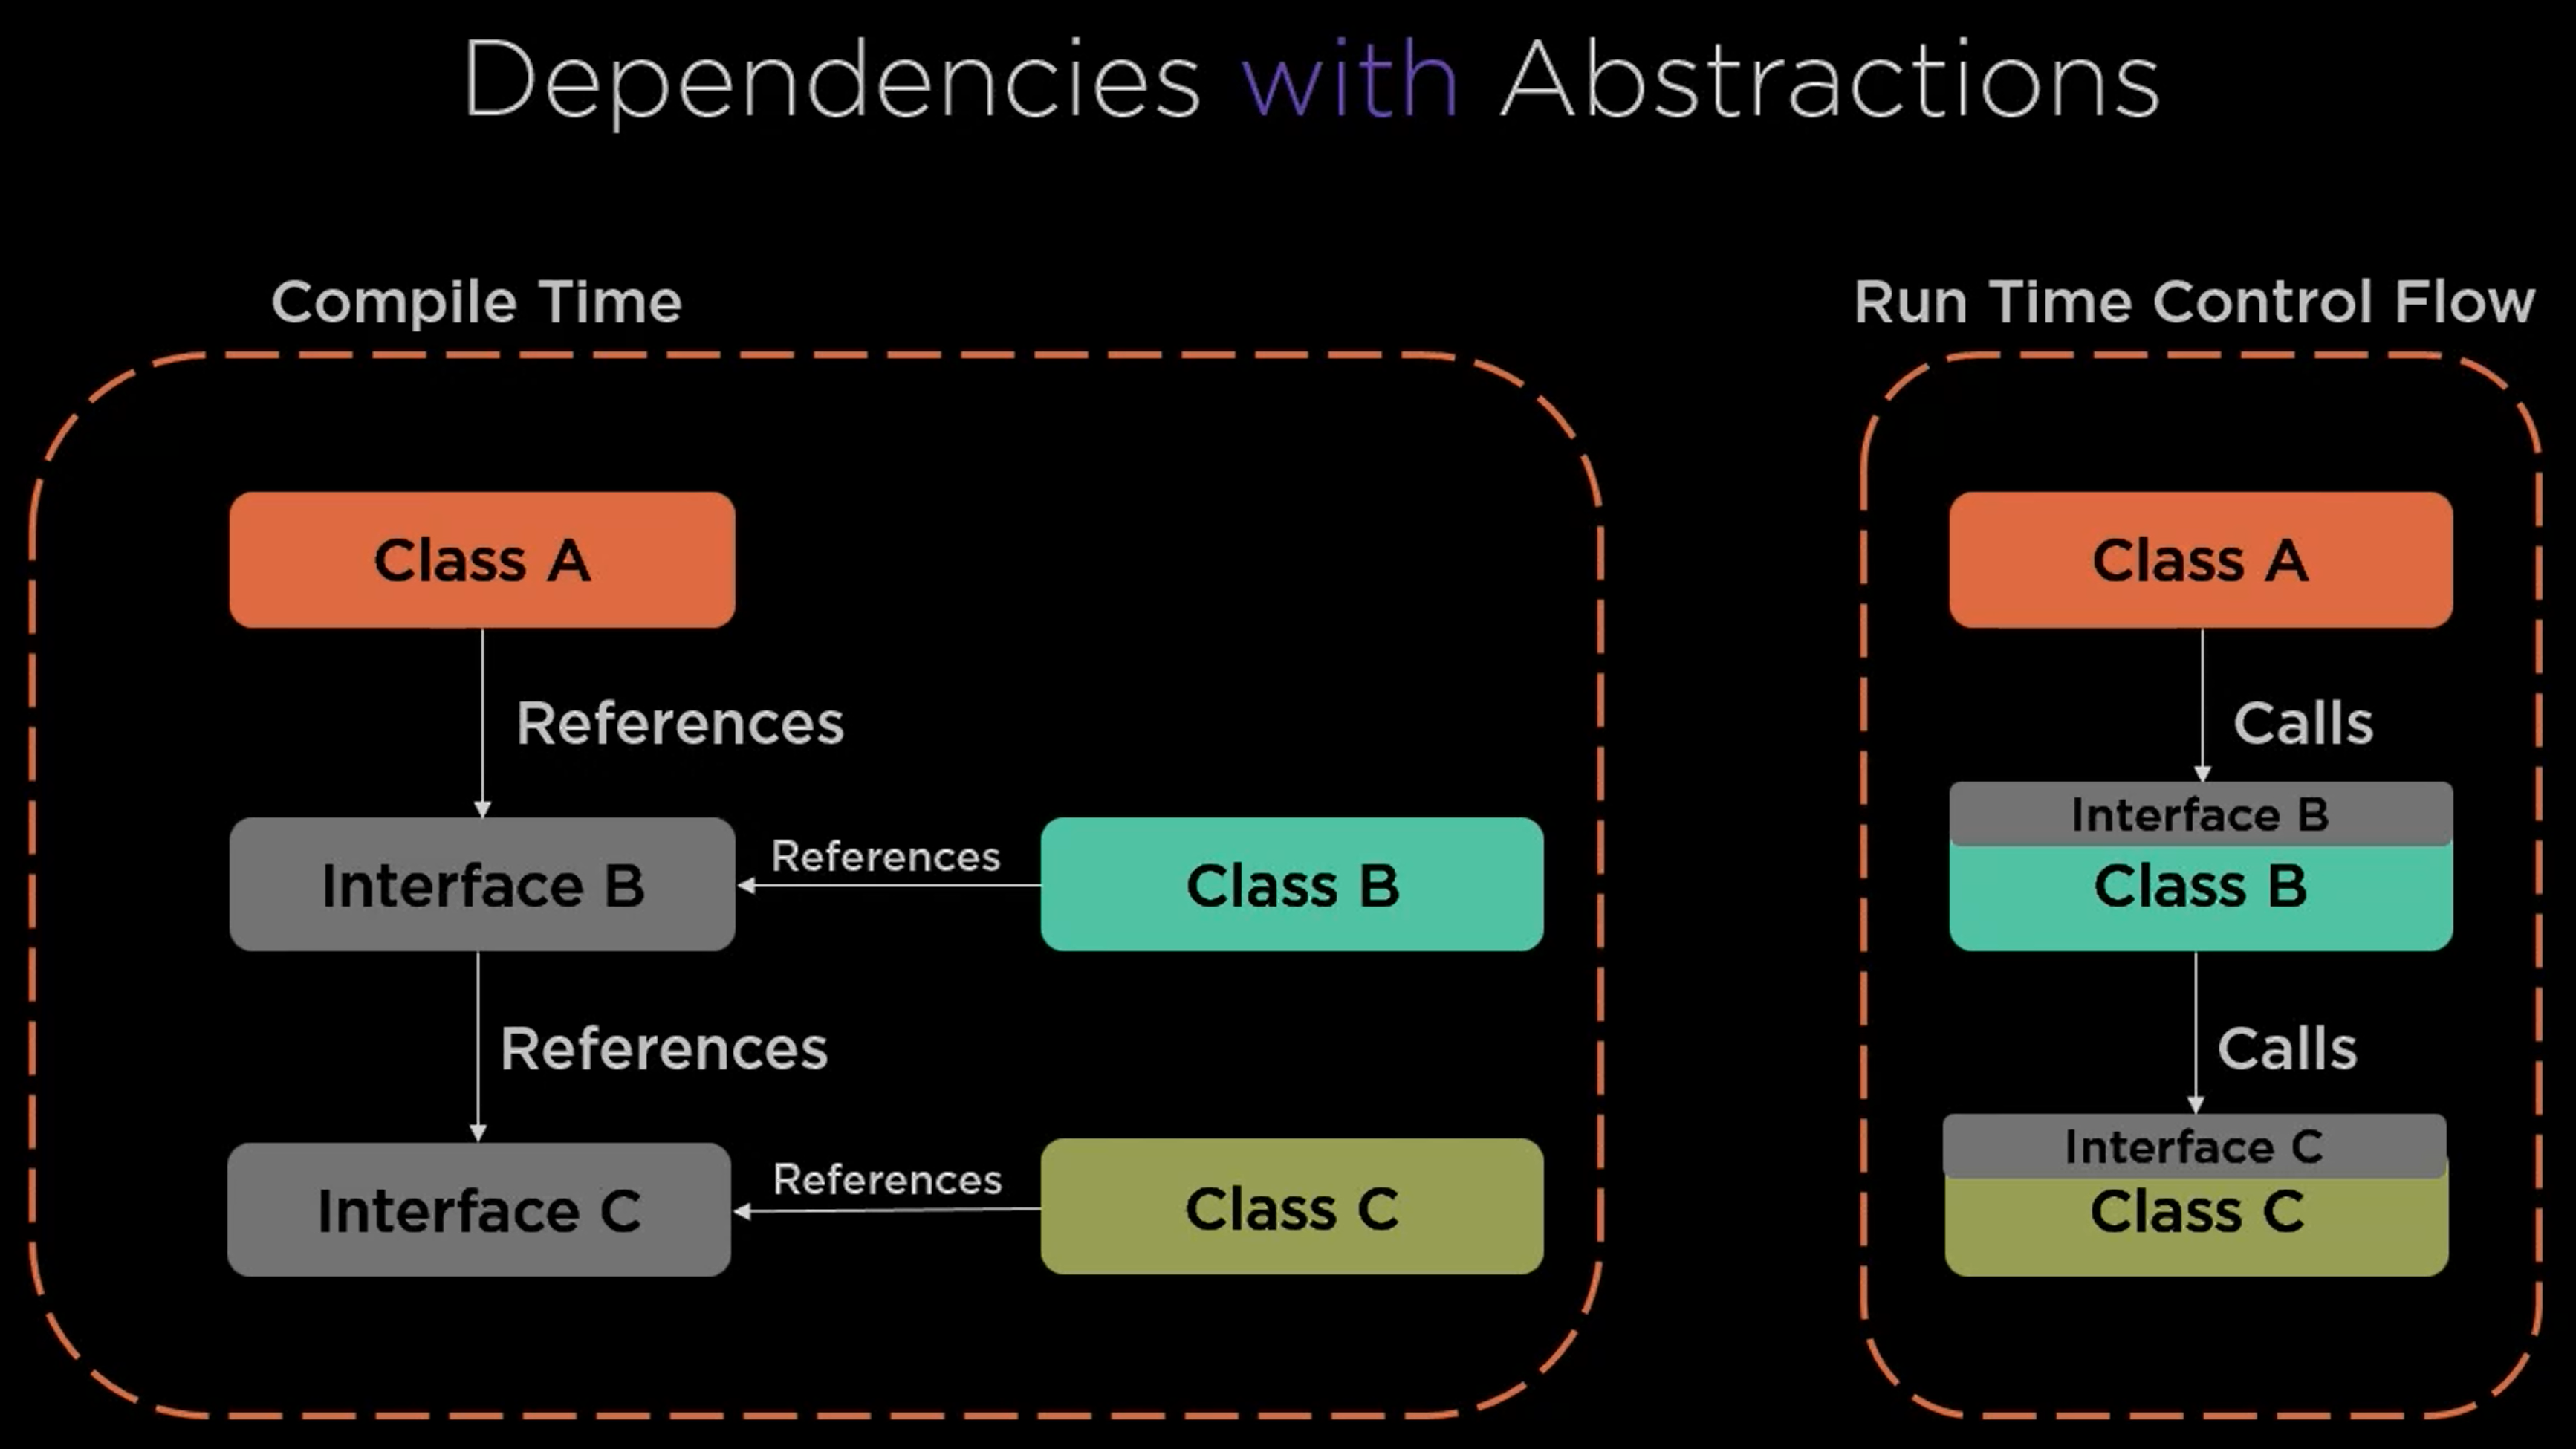 Dependencies with Abstractions
Compile Time
Run Time Control Flow
Class A
References
Interface B
References
Class B
References
Interface C
References
Class C
Class A
Calls
Interface B
Class B
Calls
Interface C
Class C